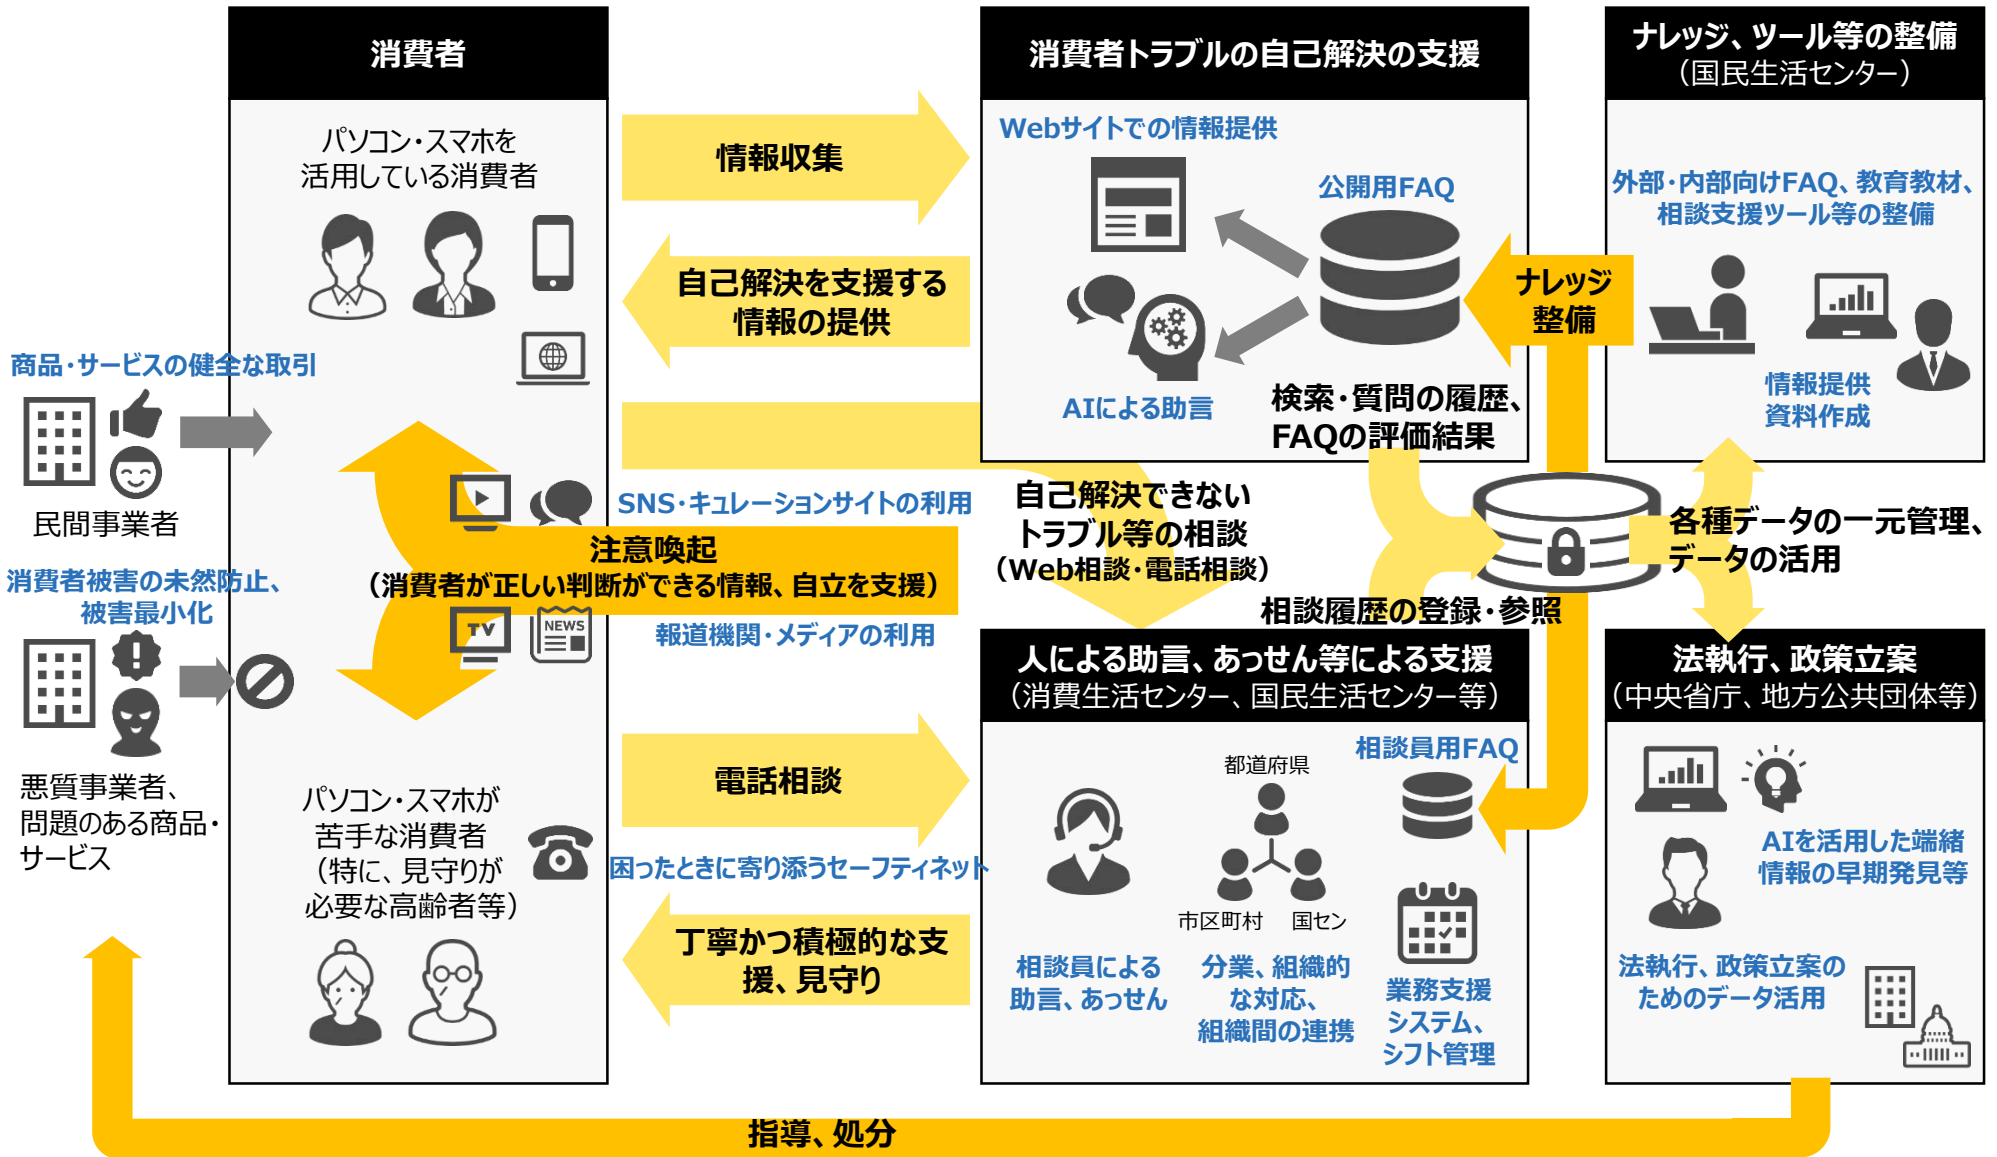 消費者
パソコン・スマホを
活用している消費者
商品・サービスの健全な取引
民間事業者
消費者被害の未然防止、
被害最小化
悪質事業者、
問題のある商品・
サービス
パソコン・スマホが
苦手な消費者
（特に、見守りが
必要な高齢者等）
情報収集
自己解決を支援する
情報の提供
SNS・キュレーションサイトの利用
注意喚起
（消費者が正しい判断ができる情報、自立を支援）
TV
NEWS
報道機関・メディアの利用
電話相談
困ったときに寄り添うセーフティネット
丁寧かつ積極的な支
援、見守り
消費者トラブルの自己解決の支援
Webサイトでの情報提供
公開用FAQ
AIによる助言
検索・質問の履歴、
FAQの評価結果
自己解決できない
トラブル等の相談
（Web相談・電話相談）
相談履歴の登録・参照
人による助言、あっせん等による支援
（消費生活センター、国民生活センター等）
相談員用FAQ
都道府県
市区町村
国セン
相談員による
助言、あっせん
分業、組織的
な対応、
組織間の連携
業務支援
システム、
シフト管理
ナレッジ、ツール等の整備
（国民生活センター）
外部・内部向けFAQ、教育教材、
相談支援ツール等の整備
ナレッジ
整備
情報提供
資料作成
各種データの一元管理、
データの活用
法執行、政策立案
（中央省庁、地方公共団体等）
AIを活用した端緒
情報の早期発見等
法執行、政策立案の
ためのデータ活用
指導、処分